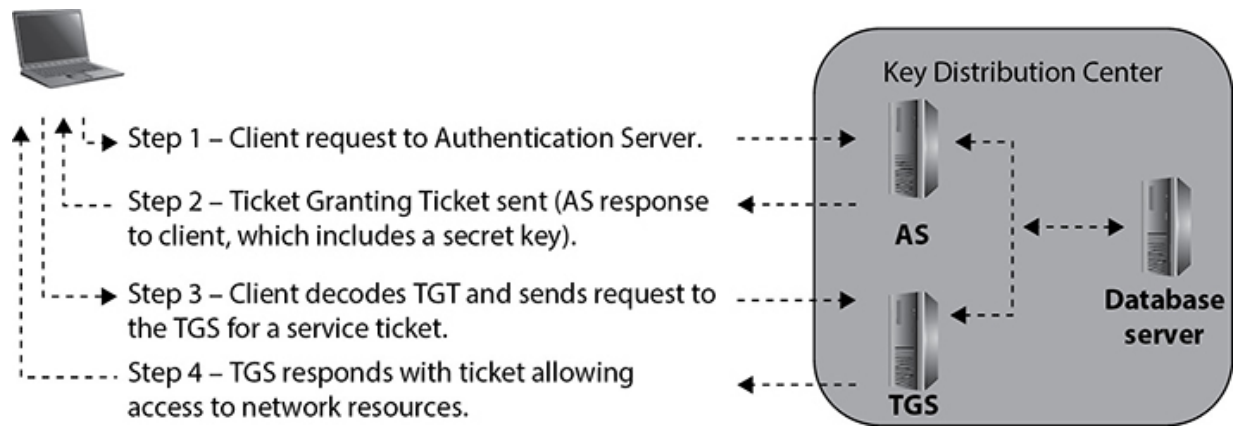 Key Distribution Center
Step 1 – Client request to Authentication Server.
Step 2 – Ticket Granting Ticket sent (AS response
to client, which includes a secret key).
AS
Step 3 – Client decodes TGT and sends request to
the TGS for a service ticket.
Database
server
Step 4 – TGS responds with ticket allowing
access to network resources.
TGS